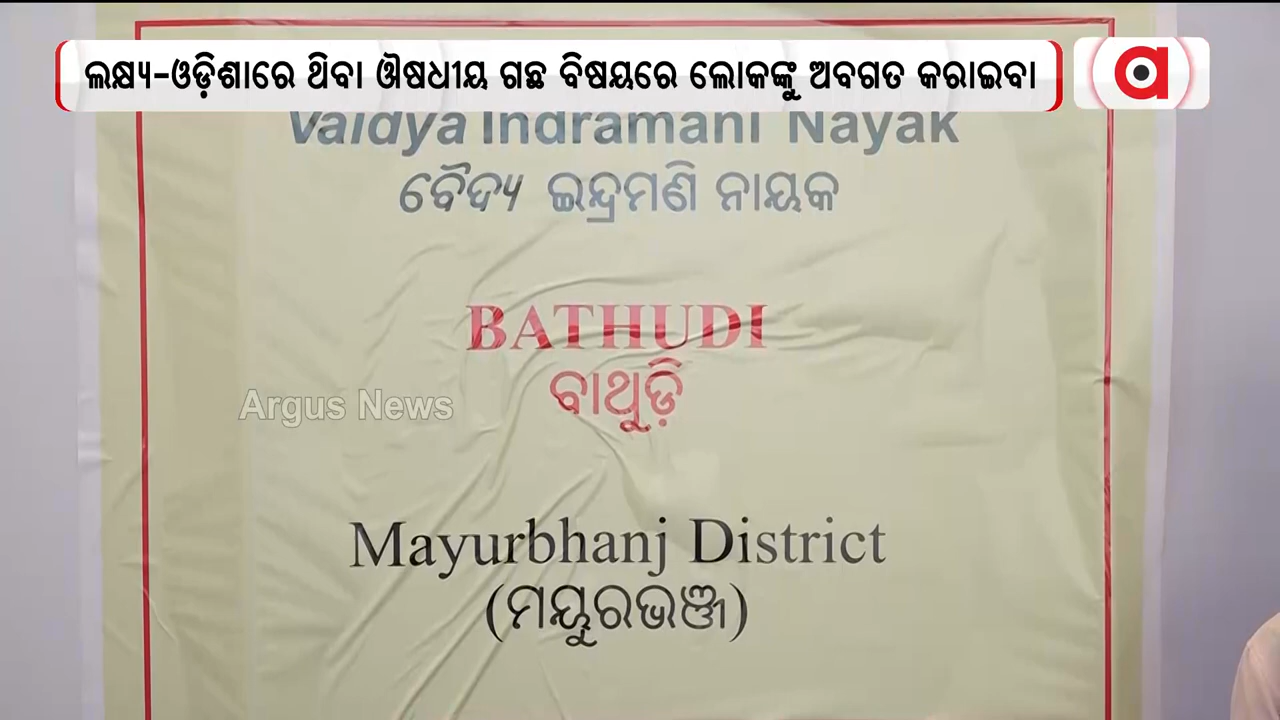 ଲକ୍ଷ୍ୟ-ଓଡ଼ିଶାରେ ଥିବା ଔଷଧୀୟ ଗଛ ବିଷୟରେ ଲୋକଙ୍କୁ ଅବଗତ କରାଇବା
Vaidya Indramani Nayak
ବୈଦ୍ୟ ଇନ୍ଦ୍ରମଣି ନାୟକ
BATHUDI
ବାଥୁଡ଼ି
Argus News
Mayurbhanj District
(ମୟୁରଭଞ୍ଜ)